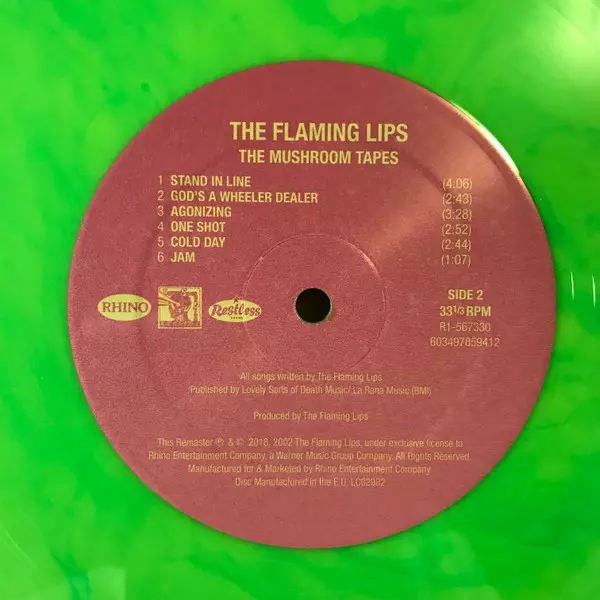 THE FLAMING LIPS
THE MUSHROOM TAPES
1 STAND IN LINE (4:06)
2 GOD'S A WHEELER DEALER (2:43)
3 AGONIZING (3:28)
4 ONE SHOT (2:52)
5 COLD DAY (2:44)
6 JAM (1:07)
RHINO
Restless
SIDE 2
33 1/3 RPM
R1-567330
603497859412
All songs written by The Flaming Lips
Published by Lovely Sorts of Death Music/ La Rana Music (BMI)
Produced by The Flaming Lips
This Remaster ℗ & © 2018, 2002 The Flaming Lips, under exclusive license to
Rhino Entertainment Company, a Warner Music Group Company. All Rights Reserved.
Manufactured for & Marketed by Rhino Entertainment Company
Disc Manufactured in the E.U. LC02982